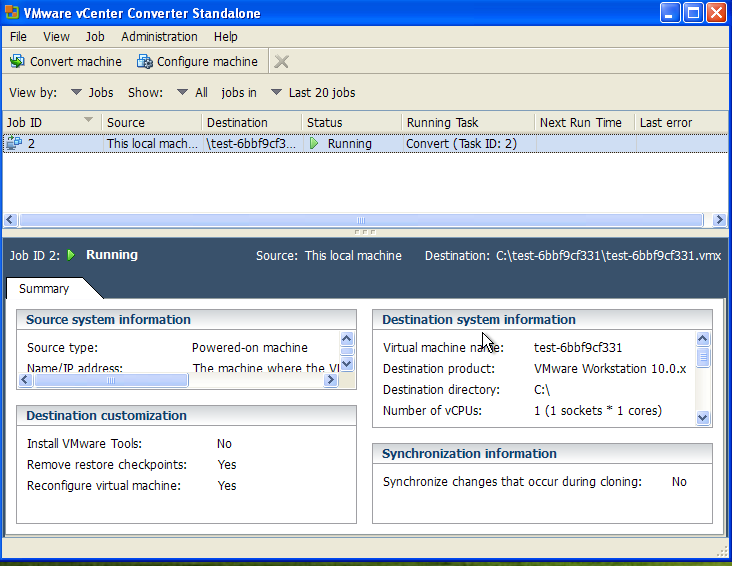 VMware vCenter Converter Standalone
File View Job Administration Help
Convert machine Configure machine
View by: Jobs Show: All jobs in Last 20 jobs
Job ID Source Destination Status Running Task Next Run Time Last error
2 This local mach... \test-6bbf9cf3... Running Convert (Task ID: 2)
Job ID 2: Running Source: This local machine Destination: C:\test-6bbf9cf331\test-6bbf9cf331.vmx
Summary
Source system information
Source type: Powered-on machine
Name/IP address: The machine where the
Destination customization
Install VMware Tools: No
Remove restore checkpoints: Yes
Reconfigure virtual machine: Yes
Destination system information
Virtual machine name: test-6bbf9cf331
Destination product: VMware Workstation 10.0.x
Destination directory: C:\
Number of vCPUs: 1 (1 sockets * 1 cores)
Synchronization information
Synchronize changes that occur during cloning: No